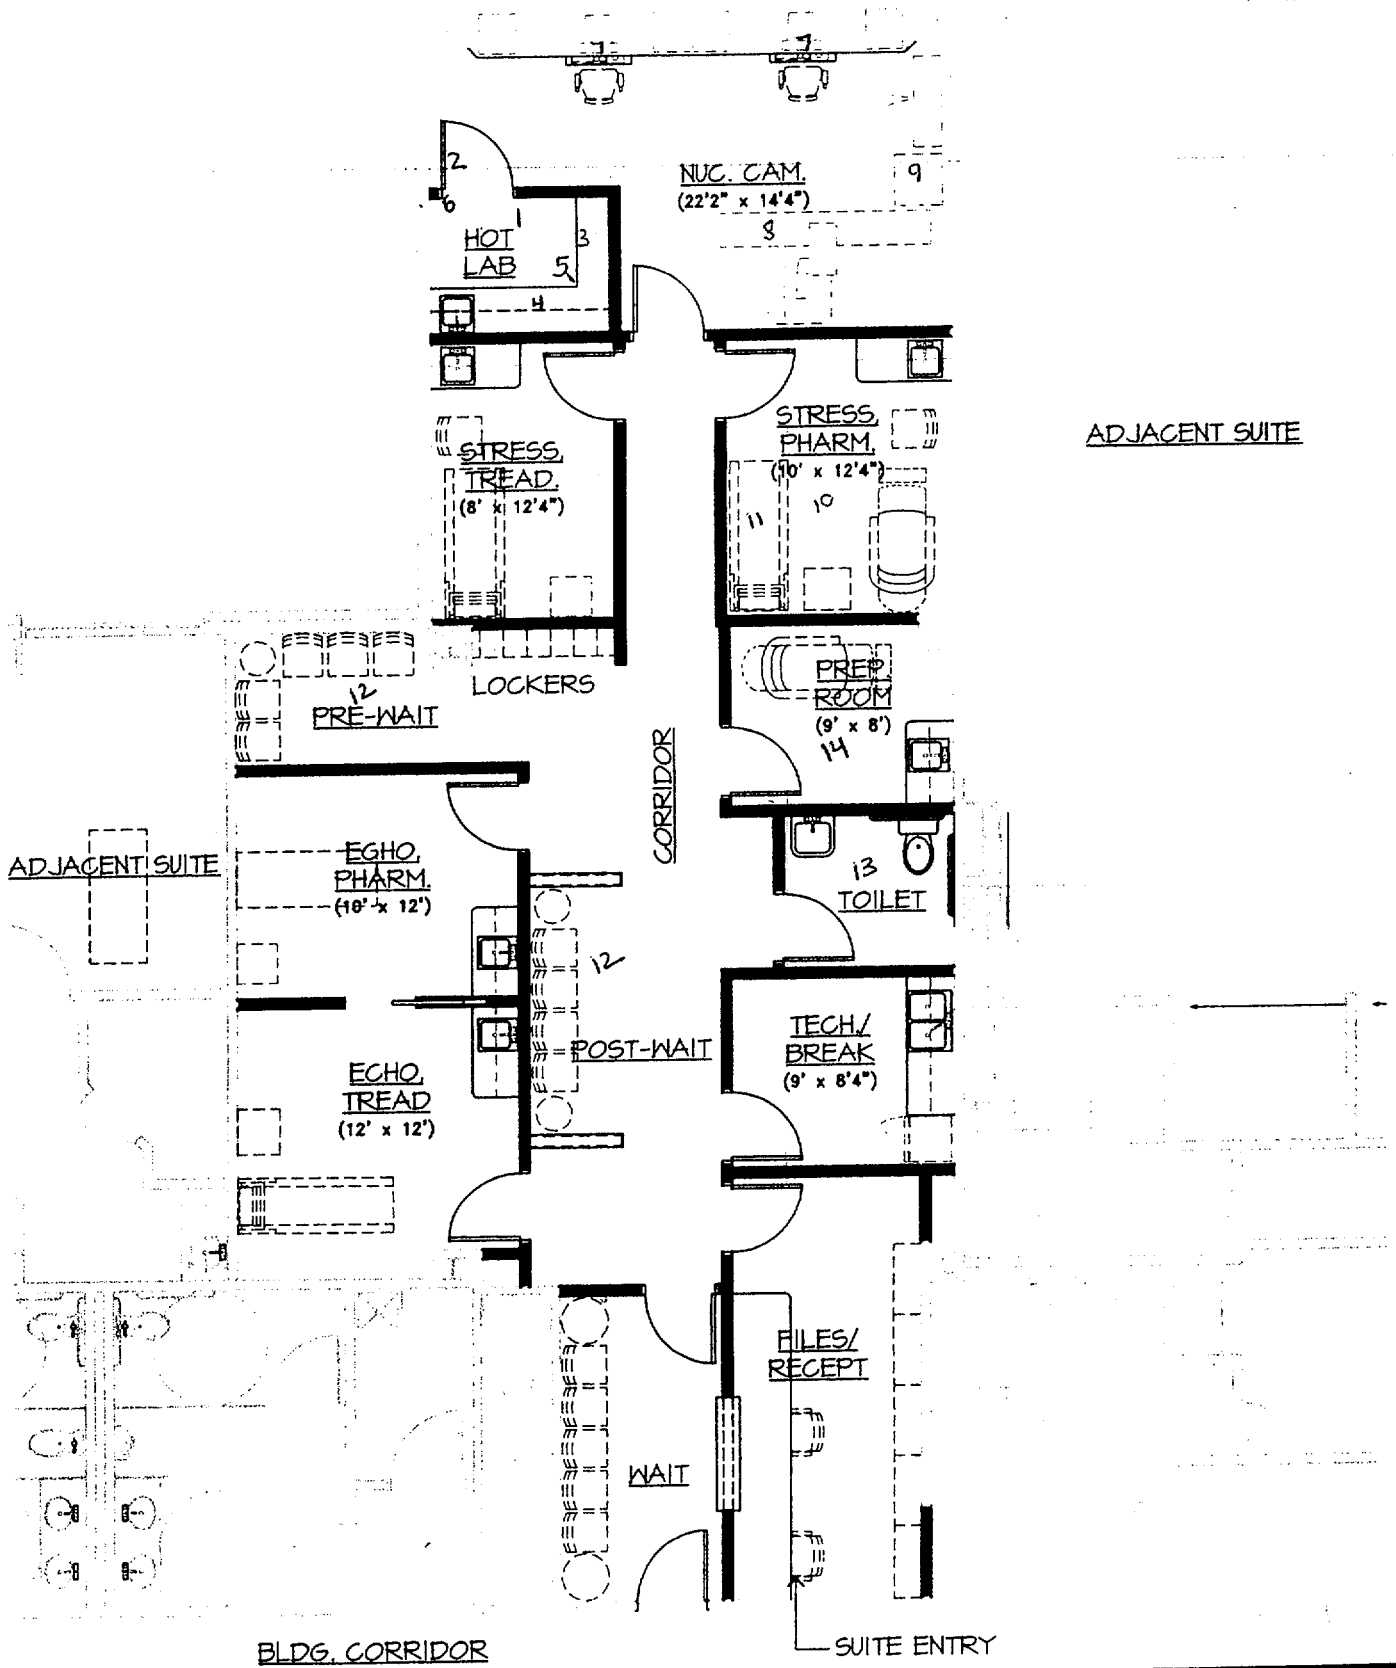 7
7
2
NUC. CAM.
(22'2" x 14'4")
9
6
1
HOT
LAB
3
8
5
4
STRESS,
TREAD.
(8' x 12'4")
STRESS,
PHARM.
(10' x 12'4")
10
11
ADJACENT SUITE
LOCKERS
12
PRE-WAIT
PREP.
ROOM
(9' x 8')
14
CORRIDOR
ADJACENT SUITE
ECHO,
PHARM.
(10' x 12')
13
TOILET
12
POST-WAIT
TECH./
BREAK
(9' x 8'4")
ECHO,
TREAD
(12' x 12')
FILES/
RECEPT
WAIT
SUITE ENTRY
BLDG. CORRIDOR